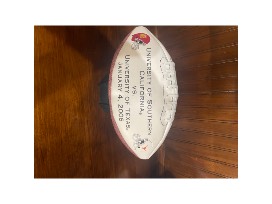 UNIVERSITY OF SOUTHERN
CALIFORNIA
VS.
UNIVERSITY OF TEXAS
JANUARY 4, 2006